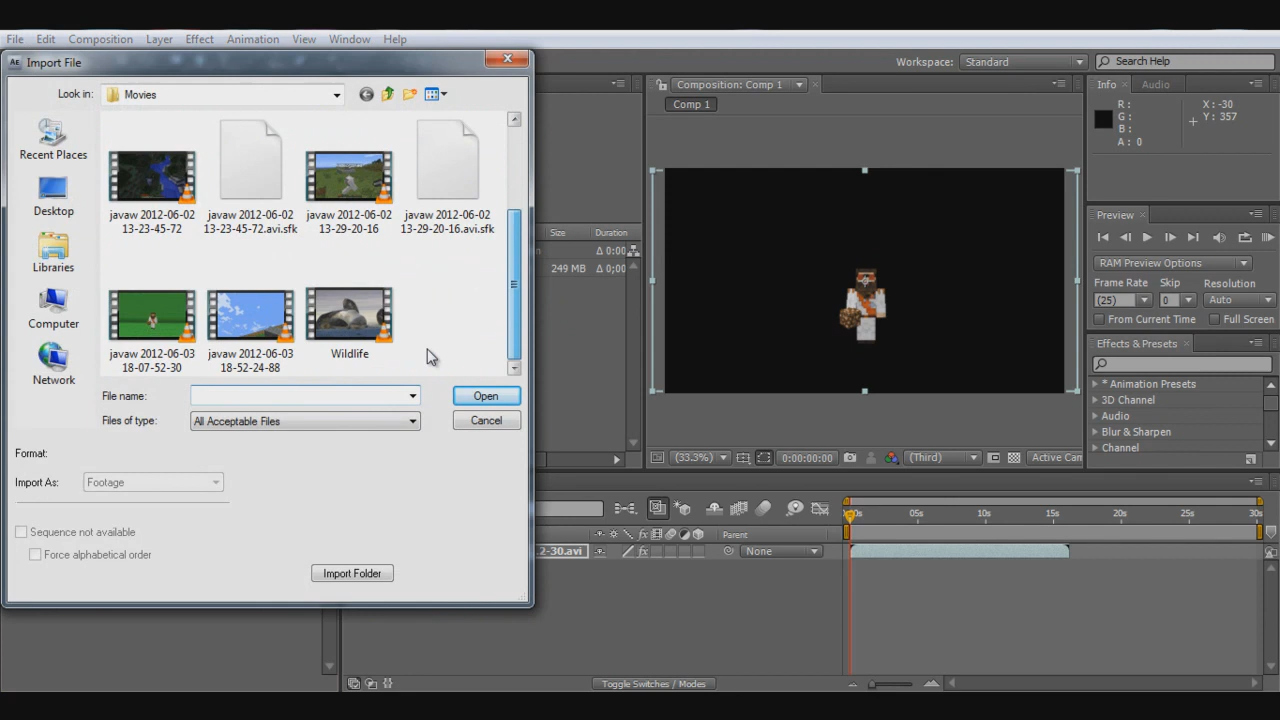 File Edit Composition Layer Effect Animation View Window Help
AE Import File
Look in: Movies
Recent Places
Desktop
Libraries
Computer
Network
javaw 2012-06-02
13-23-45-72
javaw 2012-06-02
13-23-45-72.avi.sfk
javaw 2012-06-02
13-29-20-16
javaw 2012-06-02
13-29-20-16.avi.sfk
javaw 2012-06-03
18-07-52-30
javaw 2012-06-03
18-52-24-88
Wildlife
File name:
Open
Files of type: All Acceptable Files
Cancel
Format:
Import As: Footage
Sequence not available
Force alphabetical order
Import Folder
Workspace: Standard
Search Help
Composition: Comp 1
Comp 1
Size Duration
Δ 0:00
249 MB Δ 0;00
(33.3%) 0:00:00:00 (Third) Active Cam
Info Audio
R :
G :
B :
A : 0
X : -30
Y : 357
Preview
RAM Preview Options
Frame Rate Skip Resolution
(25) 0 Auto
From Current Time Full Screen
Effects & Presets
* Animation Presets
3D Channel
Audio
Blur & Sharpen
Channel
05s 10s 15s 20s 25s 30s
Parent
2-30.avi
None
Toggle Switches / Modes